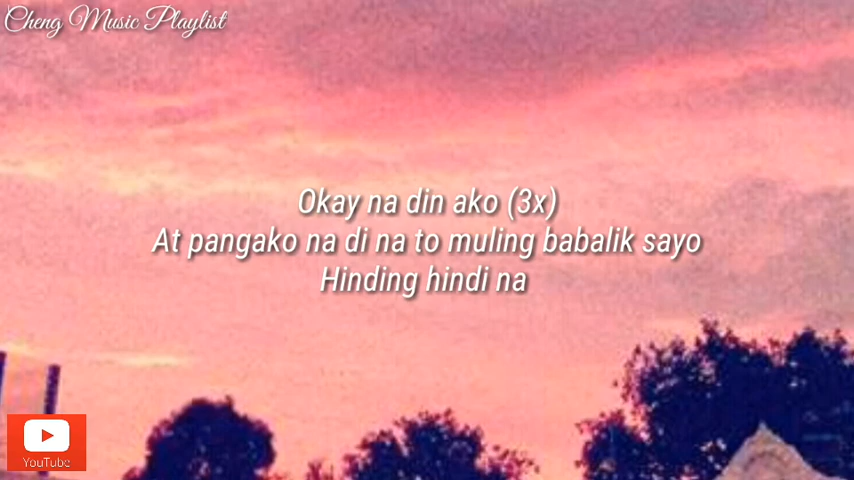 Cheng Music Playlist
Okay na din ako (3x)
At pangako na di na to muling babalik sayo
Hinding hindi na
YouTube